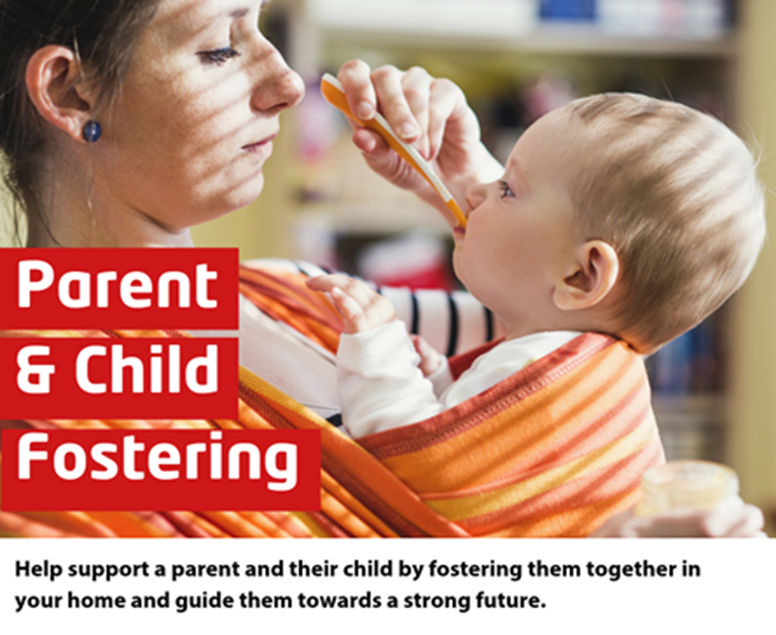 Parent
& Child
Fostering
Help support a parent and their child by fostering them together in
your home and guide them towards a strong future.